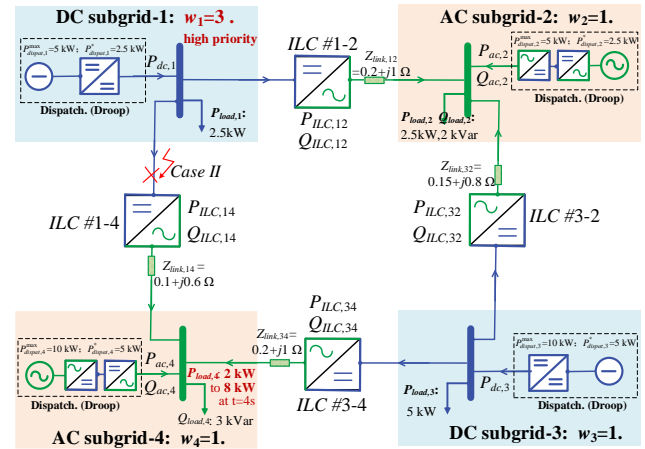 DC subgrid-1: w1=3 .
high priority
P^max_dispat,1=5 kW; P^*_dispat,1=2.5 kW
P_dc,1
Dispatch. (Droop)
P_load,1:
2.5kW
ILC #1-2
P_ILC,12
Q_ILC,12
Z_link,12
=0.2+j1 Ω
AC subgrid-2: w2=1.
P^max_dispat,2=5 kW; P^*_dispat,2=2.5 kW
P_ac,2
Q_ac,2
Dispatch. (Droop)
P_load,2 Q_load,2:
2.5kW,2 kVar
Case II
ILC #1-4
P_ILC,14
Q_ILC,14
Z_link,32=
0.15+j0.8 Ω
P_ILC,32
Q_ILC,32
ILC #3-2
Z_link,14=
0.1+j0.6 Ω
P_ILC,34
Q_ILC,34
Z_link,34=
0.2+j1 Ω
ILC #3-4
P^max_dispat,4=10 kW; P^*_dispat,4=5 kW
P_ac,4
Q_ac,4
Dispatch. (Droop)
P_load,4: 2 kW
to 8 kW
at t=4s
Q_load,4: 3 kVar
AC subgrid-4: w4=1.
P^max_dispat,3=10 kW; P^*_dispat,3=5 kW
P_dc,3
Dispatch. (Droop)
P_load,3:
5 kW
DC subgrid-3: w3=1.